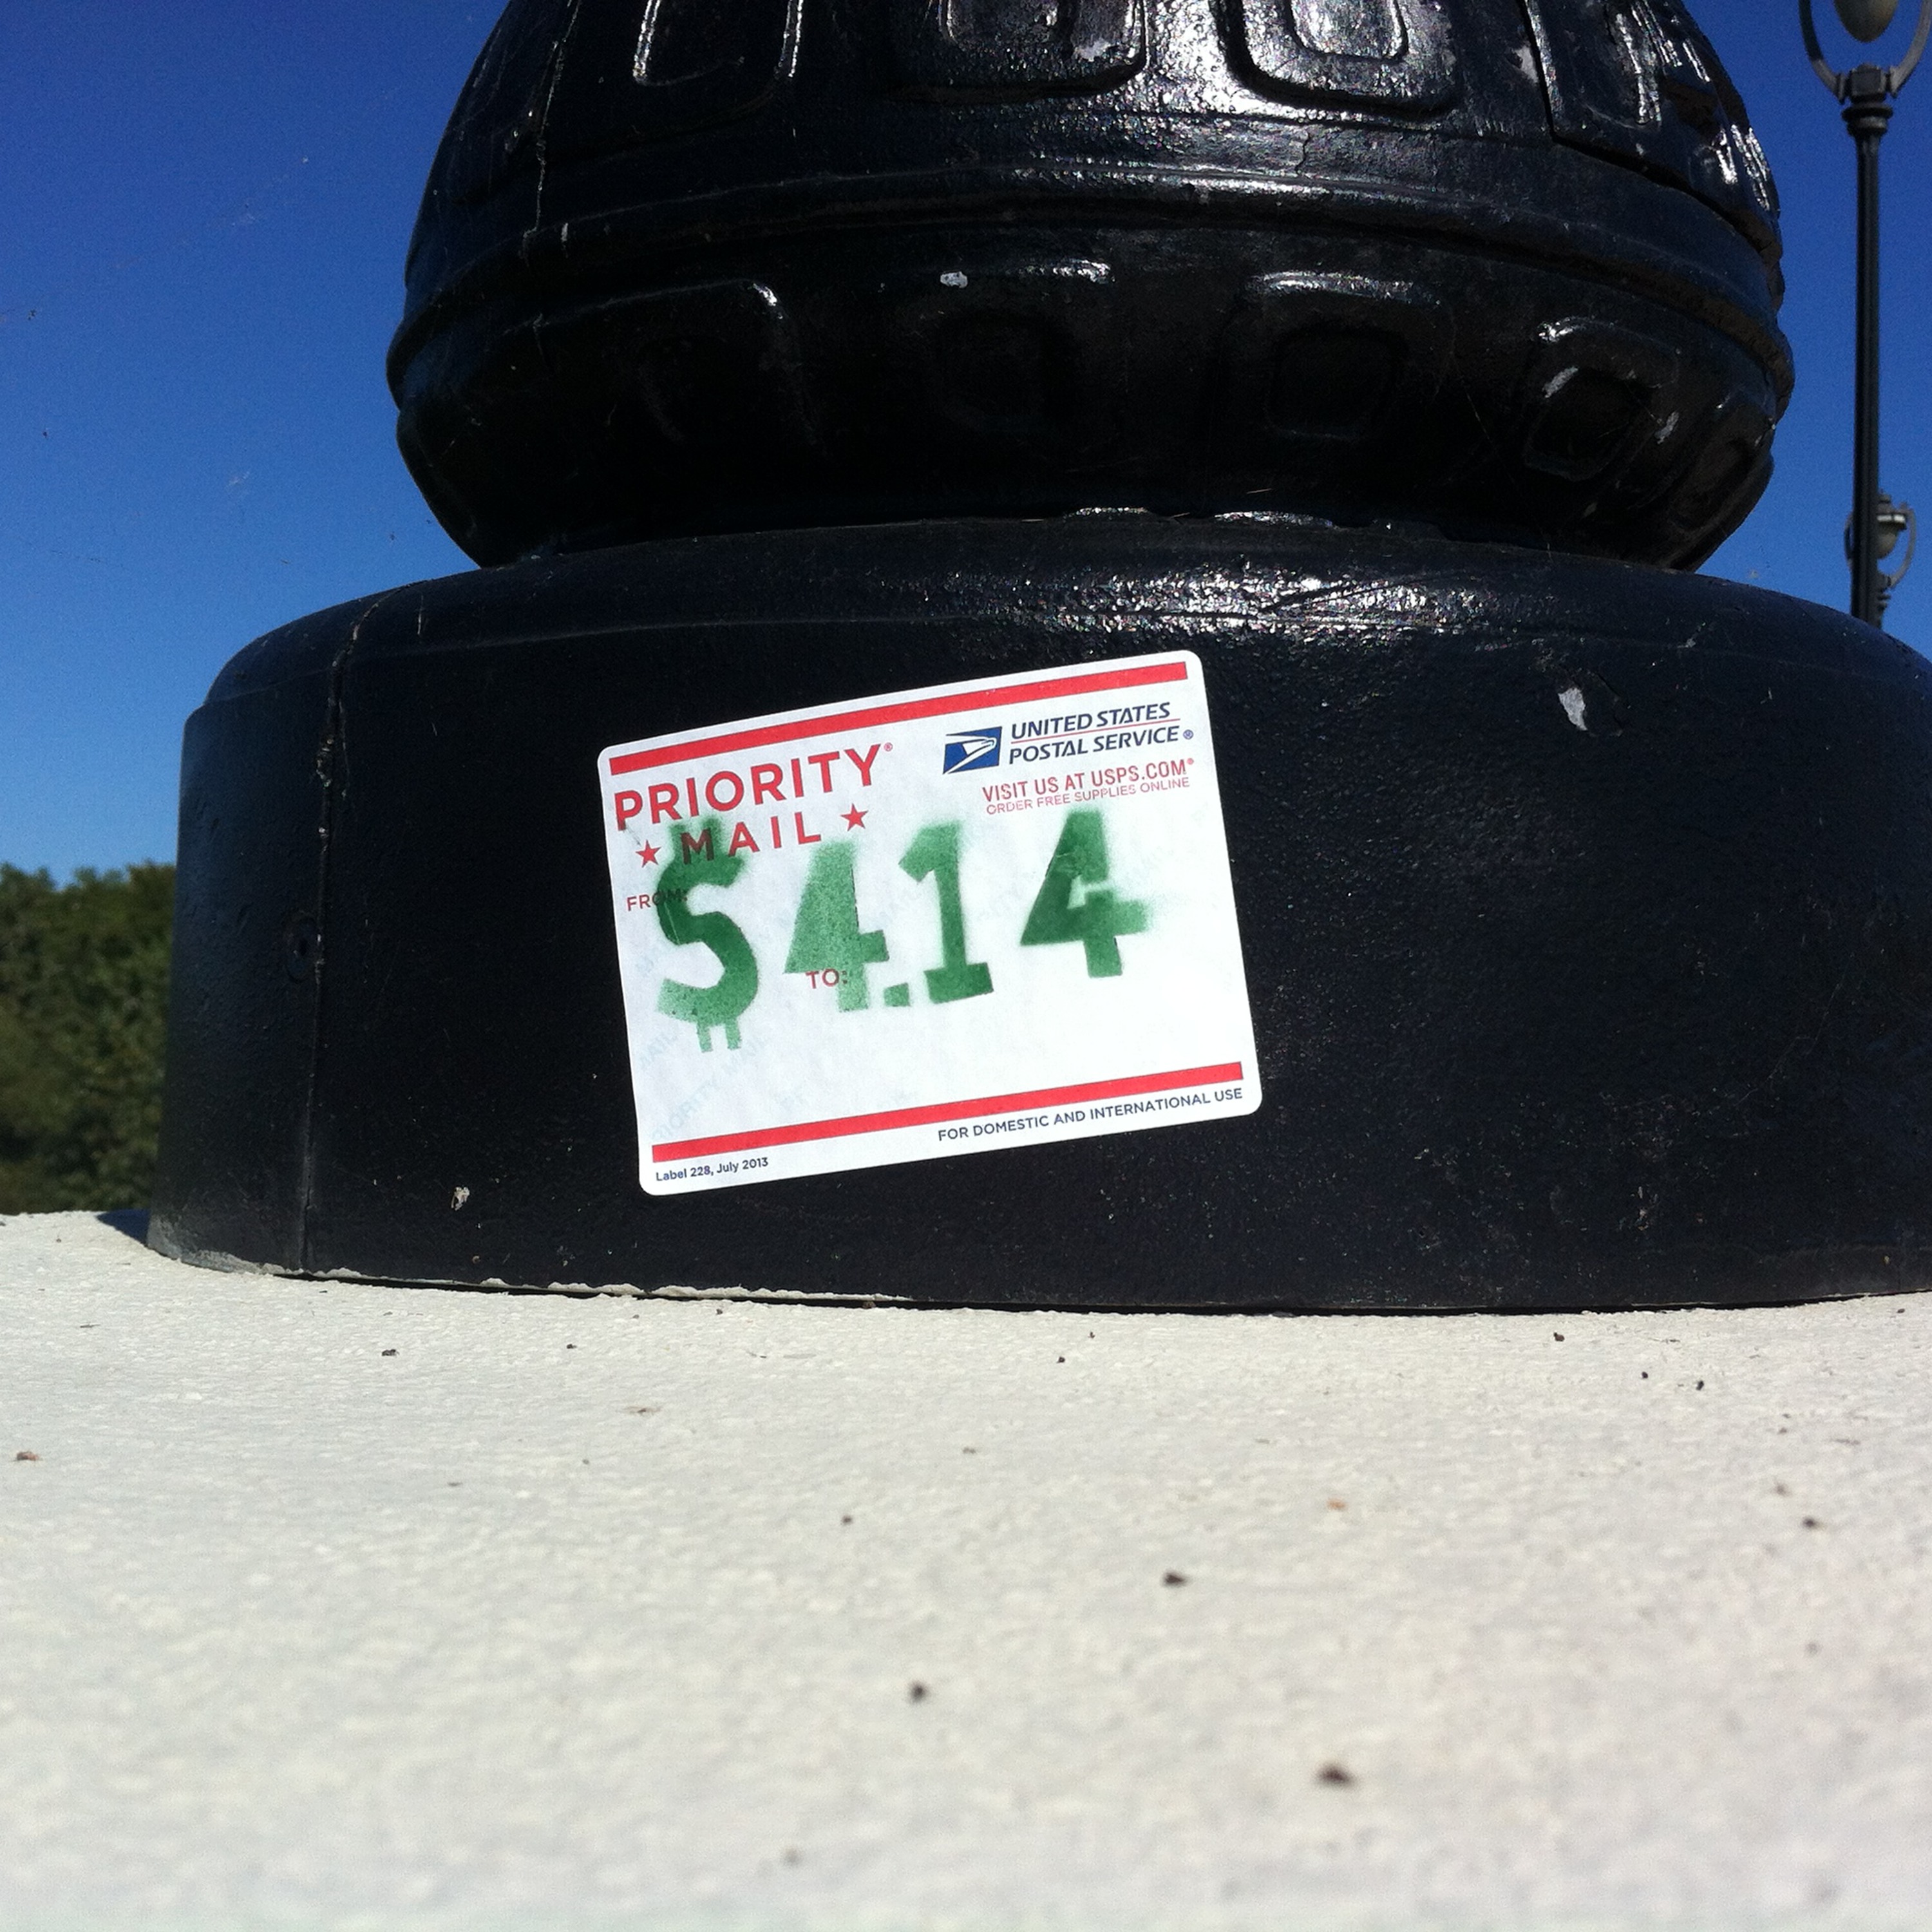 PRIORITY®
★ MAIL ★
UNITED STATES
POSTAL SERVICE®
VISIT US AT USPS.COM®
ORDER FREE SUPPLIES ONLINE
FROM:
$4.14
TO:
FOR DOMESTIC AND INTERNATIONAL USE
Label 228, July 2013